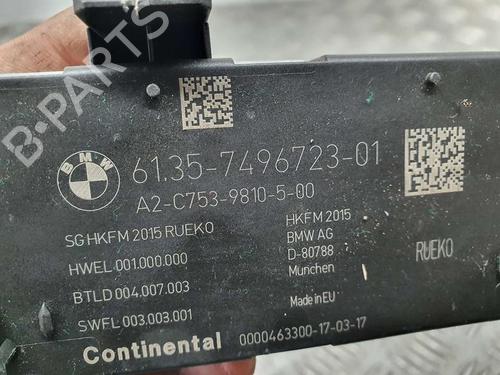 B-PARTS
BMW
61.35-7496723-01
A2-C753-9810-5-00
SGHKFM 2015 RUEKO
HWEL 001.000.000
BTLD 004.007.003
SWFL 003.003.001
HKFM 2015
BMW AG
D-80788
Munchen
Made in EU
RUEKO
Continental 0000463300-17-03-17